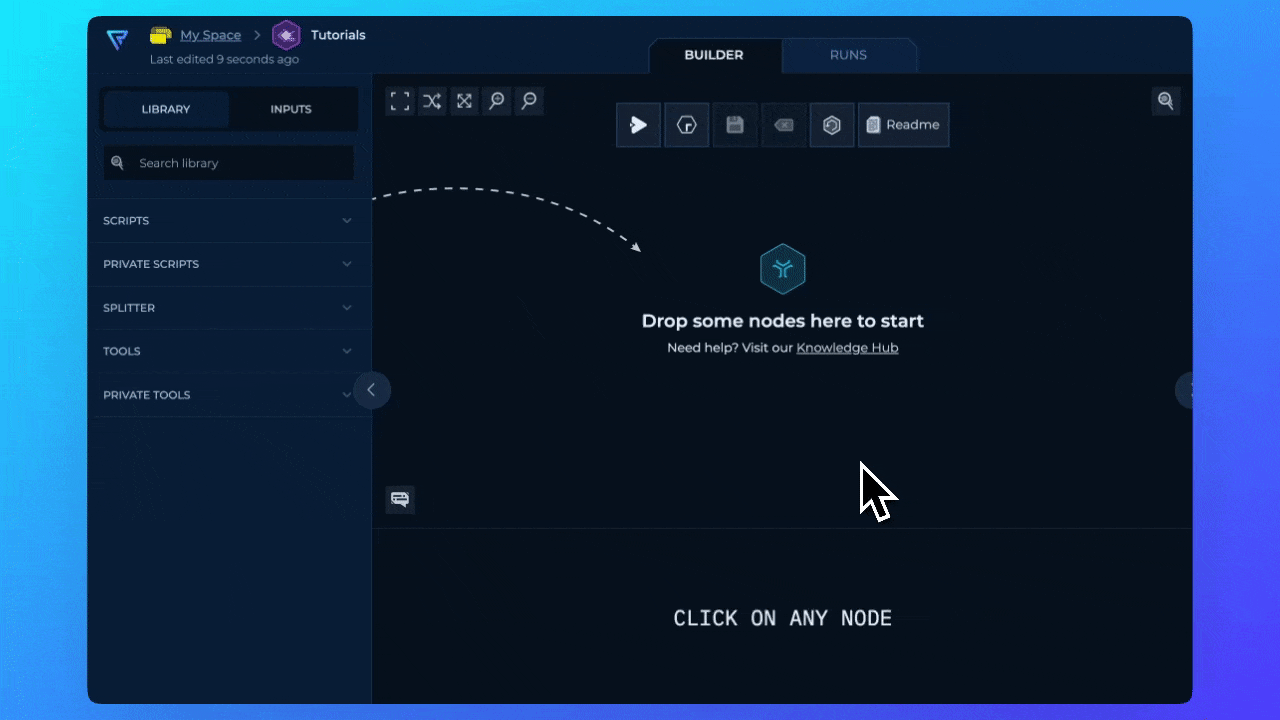 My Space
Tutorials
Last edited 9 seconds ago
BUILDER
RUNS
LIBRARY
INPUTS
Search library
Readme
SCRIPTS
PRIVATE SCRIPTS
SPLITTER
TOOLS
PRIVATE TOOLS
Drop some nodes here to start
Need help? Visit our Knowledge Hub
CLICK ON ANY NODE